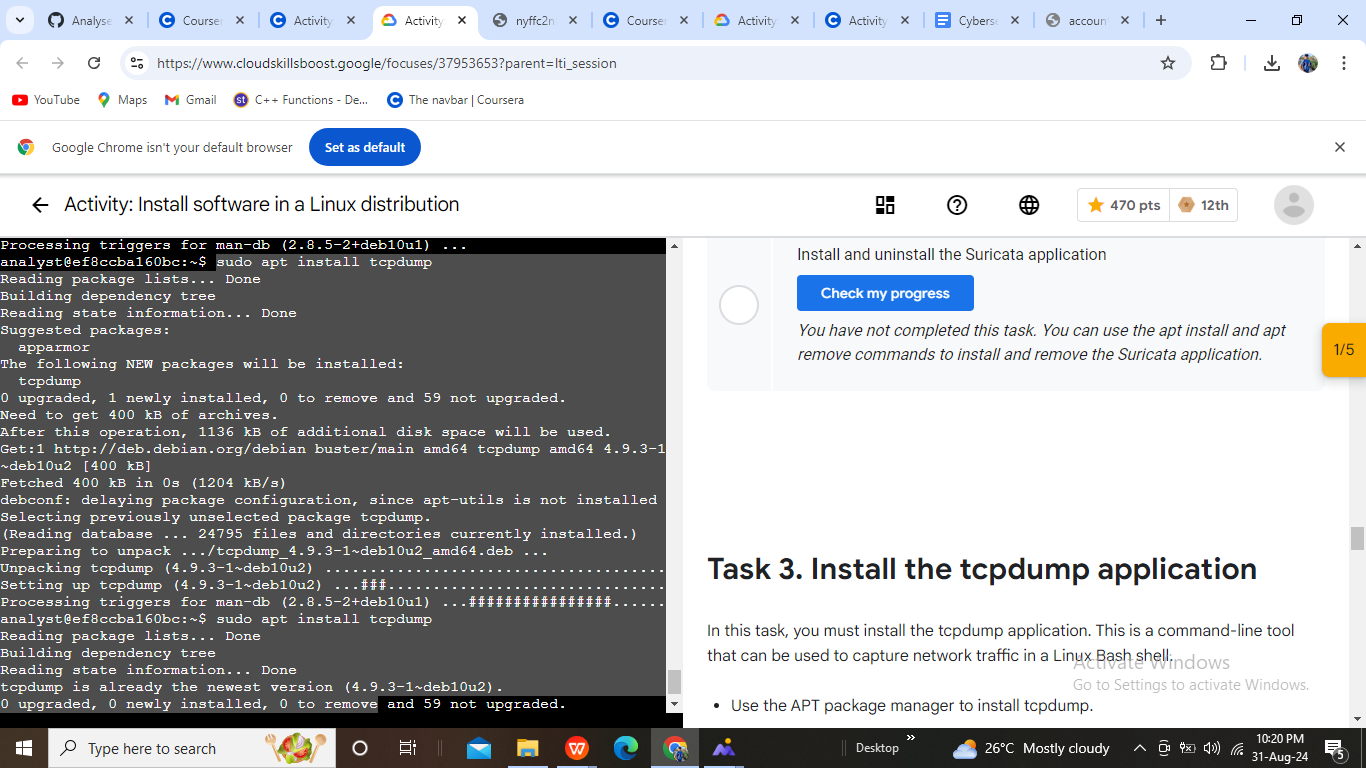 Analyse
Course
Activity
Activity
nyffc2n
Course
Activity
Activity
Cyberse
accoun
https://www.cloudskillsboost.google/focuses/37953653?parent=lti_session
YouTube
Maps
Gmail
st
C++ Functions - De...
The navbar | Coursera
Google Chrome isn't your default browser
Set as default
Activity: Install software in a Linux distribution
470 pts
12th
Processing triggers for man-db (2.8.5-2+deb10u1) ...
analyst@ef8ccba160bc:~$ sudo apt install tcpdump
Reading package lists... Done
Building dependency tree
Reading state information... Done
Suggested packages:
apparmor
The following NEW packages will be installed:
tcpdump
0 upgraded, 1 newly installed, 0 to remove and 59 not upgraded.
Need to get 400 kB of archives.
After this operation, 1136 kB of additional disk space will be used.
Get:1 http://deb.debian.org/debian buster/main amd64 tcpdump amd64 4.9.3-1
~deb10u2 [400 kB]
Fetched 400 kB in 0s (1204 kB/s)
debconf: delaying package configuration, since apt-utils is not installed
Selecting previously unselected package tcpdump.
(Reading database ... 24795 files and directories currently installed.)
Preparing to unpack .../tcpdump_4.9.3-1~deb10u2_amd64.deb ...
Unpacking tcpdump (4.9.3-1~deb10u2) ......................................
Setting up tcpdump (4.9.3-1~deb10u2) ...###...............................
Processing triggers for man-db (2.8.5-2+deb10u1) ...################......
analyst@ef8ccba160bc:~$ sudo apt install tcpdump
Reading package lists... Done
Building dependency tree
Reading state information... Done
tcpdump is already the newest version (4.9.3-1~deb10u2).
0 upgraded, 0 newly installed, 0 to remove and 59 not upgraded.
Install and uninstall the Suricata application
Check my progress
You have not completed this task. You can use the apt install and apt
remove commands to install and remove the Suricata application.
1/5
Task 3. Install the tcpdump application
In this task, you must install the tcpdump application. This is a command-line tool
that can be used to capture network traffic in a Linux Bash shell.
• Use the APT package manager to install tcpdump.
Activate Windows
Go to Settings to activate Windows.
Type here to search
Desktop
26°C Mostly cloudy
10:20 PM
31-Aug-24
5